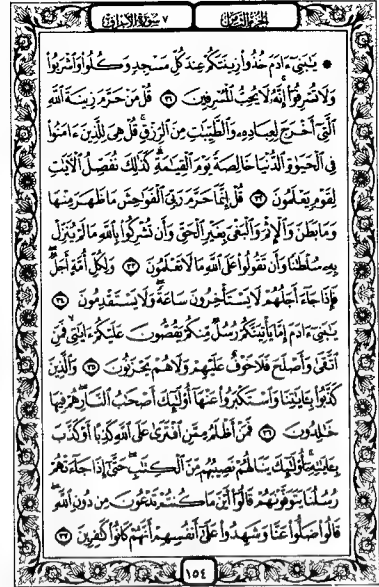 الجزء الثامن ٧ سورة الأعراف
۞ يَٰبَنِيٓ ءَادَمَ خُذُواْ زِينَتَكُمۡ عِندَ كُلِّ مَسۡجِدٖ وَكُلُواْ وَٱشۡرَبُواْ
وَلَا تُسۡرِفُوٓاْۚ إِنَّهُۥ لَا يُحِبُّ ٱلۡمُسۡرِفِينَ ٣١ قُلۡ مَنۡ حَرَّمَ زِينَةَ ٱللَّهِ
ٱلَّتِيٓ أَخۡرَجَ لِعِبَادِهِۦ وَٱلطَّيِّبَٰتِ مِنَ ٱلرِّزۡقِۚ قُلۡ هِيَ لِلَّذِينَ ءَامَنُواْ
فِي ٱلۡحَيَوٰةِ ٱلدُّنۡيَا خَالِصَةٗ يَوۡمَ ٱلۡقِيَٰمَةِۗ كَذَٰلِكَ نُفَصِّلُ ٱلۡأٓيَٰتِ
لِقَوۡمٖ يَعۡلَمُونَ ٣٢ قُلۡ إِنَّمَا حَرَّمَ رَبِّيَ ٱلۡفَوَٰحِشَ مَا ظَهَرَ مِنۡهَا
وَمَا بَطَنَ وَٱلۡإِثۡمَ وَٱلۡبَغۡيَ بِغَيۡرِ ٱلۡحَقِّ وَأَن تُشۡرِكُواْ بِٱللَّهِ مَا لَمۡ يُنَزِّلۡ
بِهِۦ سُلۡطَٰنٗا وَأَن تَقُولُواْ عَلَى ٱللَّهِ مَا لَا تَعۡلَمُونَ ٣٣ وَلِكُلِّ أُمَّةٍ أَجَلٞۖ
فَإِذَا جَآءَ أَجَلُهُمۡ لَا يَسۡتَأۡخِرُونَ سَاعَةٗ وَلَا يَسۡتَقۡدِمُونَ ٣٤
يَٰبَنِيٓ ءَادَمَ إِمَّا يَأۡتِيَنَّكُمۡ رُسُلٞ مِّنكُمۡ يَقُصُّونَ عَلَيۡكُمۡ ءَايَٰتِي فَمَنِ
ٱتَّقَىٰ وَأَصۡلَحَ فَلَا خَوۡفٌ عَلَيۡهِمۡ وَلَا هُمۡ يَحۡزَنُونَ ٣٥ وَٱلَّذِينَ
كَذَّبُواْ بِـَٔايَٰتِنَا وَٱسۡتَكۡبَرُواْ عَنۡهَآ أُوْلَٰٓئِكَ أَصۡحَٰبُ ٱلنَّارِۖ هُمۡ فِيهَا
خَٰلِدُونَ ٣٦ فَمَنۡ أَظۡلَمُ مِمَّنِ ٱفۡتَرَىٰ عَلَى ٱللَّهِ كَذِبًا أَوۡ كَذَّبَ
بِـَٔايَٰتِهِۦٓۚ أُوْلَٰٓئِكَ يَنَالُهُمۡ نَصِيبُهُم مِّنَ ٱلۡكِتَٰبِۖ حَتَّىٰٓ إِذَا جَآءَتۡهُمۡ
رُسُلُنَا يَتَوَفَّوۡنَهُمۡ قَالُوٓاْ أَيۡنَ مَا كُنتُمۡ تَدۡعُونَ مِن دُونِ ٱللَّهِۖ
قَالُواْ ضَلُّواْ عَنَّا وَشَهِدُواْ عَلَىٰٓ أَنفُسِهِمۡ أَنَّهُمۡ كَانُواْ كَٰفِرِينَ ٣٧
١٥٤